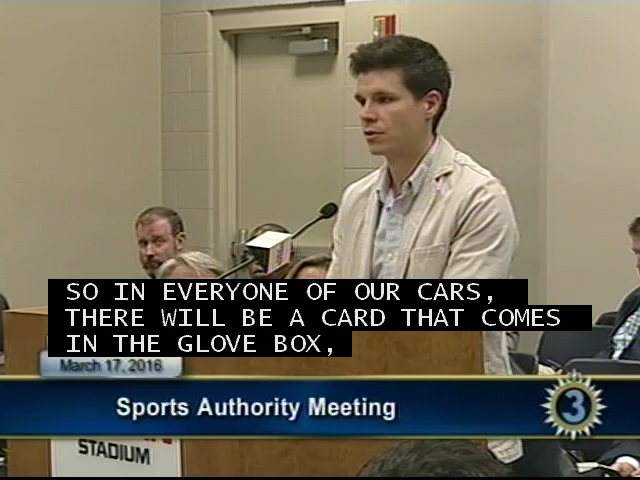 SO IN EVERYONE OF OUR CARS,
THERE WILL BE A CARD THAT COMES
IN THE GLOVE BOX,
March 17, 2016
Sports Authority Meeting
3
STADIUM